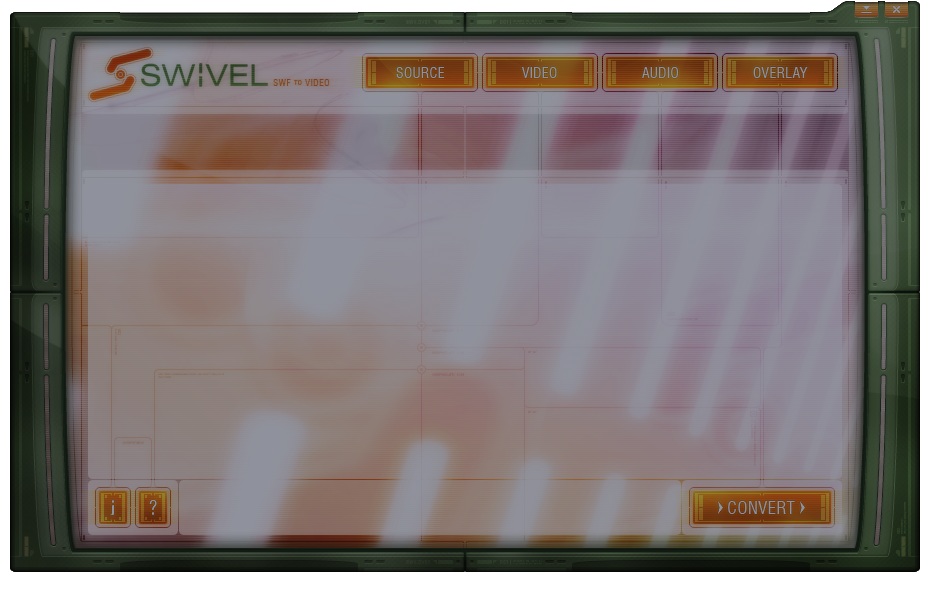 SWIVEL SWF TO VIDEO
SOURCE
VIDEO
AUDIO
OVERLAY
i
?
CONVERT